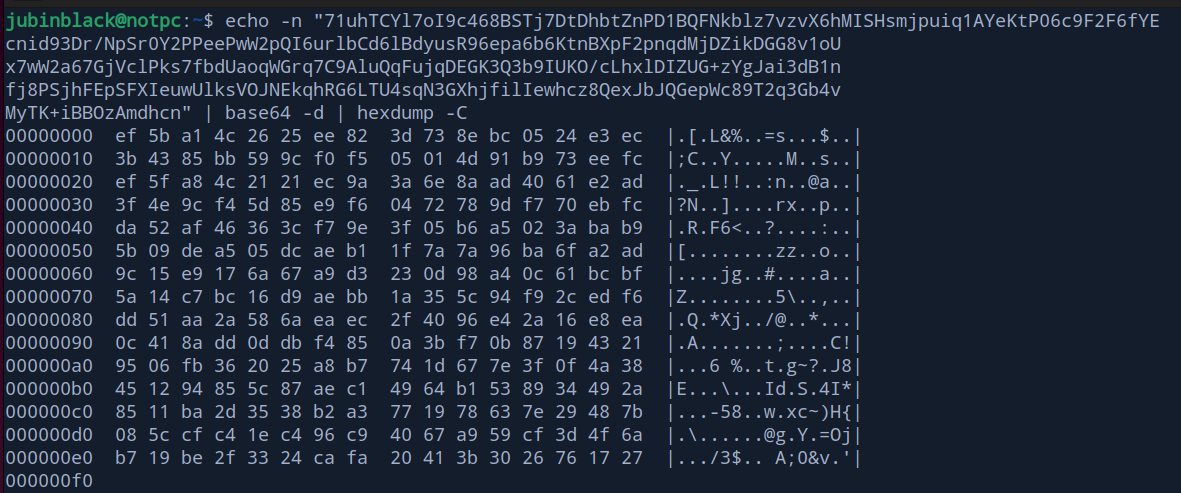 jubinblack@notpc:~$ echo -n "71uhTCYl7oI9c468BSTj7DtDhbtZnPD1BQFNkblz7vzvX6hMISHsmjpuiq1AYeKtP06c9F2F6fYE
cnid93Dr/NpSr0Y2PPeePwW2pQI6urlbCd6lBdyusR96epa6b6KtnBXpF2pnqdMjDZikDGG8v1oU
x7wW2a67GjVclPks7fbdUaoqWGrq7C9AluQqFujqDEGK3Q3b9IUKO/cLhxlDIZUG+zYgJai3dB1n
fj8PSjhFEpSFXIeuwUlksVOJNEkqhRG6LTU4sqN3GXhjfilIewhcz8QexJbJQGepWc89T2q3Gb4v
MyTK+iBBOzAmdhcn" | base64 -d | hexdump -C
00000000  ef 5b a1 4c 26 25 ee 82  3d 73 8e bc 05 24 e3 ec  |.[.L&%..=s...$..|
00000010  3b 43 85 bb 59 9c f0 f5  05 01 4d 91 b9 73 ee fc  |;C..Y.....M..s..|
00000020  ef 5f a8 4c 21 21 ec 9a  3a 6e 8a ad 40 61 e2 ad  |._.L!!..:n..@a..|
00000030  3f 4e 9c f4 5d 85 e9 f6  04 72 78 9d f7 70 eb fc  |?N..]....rx..p..|
00000040  da 52 af 46 36 3c f7 9e  3f 05 b6 a5 02 3a ba b9  |.R.F6<..?....:..|
00000050  5b 09 de a5 05 dc ae b1  1f 7a 7a 96 ba 6f a2 ad  |[........zz..o..|
00000060  9c 15 e9 17 6a 67 a9 d3  23 0d 98 a4 0c 61 bc bf  |....jg..#....a..|
00000070  5a 14 c7 bc 16 d9 ae bb  1a 35 5c 94 f9 2c ed f6  |Z........5\..,..|
00000080  dd 51 aa 2a 58 6a ea ec  2f 40 96 e4 2a 16 e8 ea  |.Q.*Xj../@..*...|
00000090  0c 41 8a dd 0d db f4 85  0a 3b f7 0b 87 19 43 21  |.A.......;....C!|
000000a0  95 06 fb 36 20 25 a8 b7  74 1d 67 7e 3f 0f 4a 38  |...6 %..t.g~?.J8|
000000b0  45 12 94 85 5c 87 ae c1  49 64 b1 53 89 34 49 2a  |E...\...Id.S.4I*|
000000c0  85 11 ba 2d 35 38 b2 a3  77 19 78 63 7e 29 48 7b  |...-58..w.xc~)H{|
000000d0  08 5c cf c4 1e c4 96 c9  40 67 a9 59 cf 3d 4f 6a  |.\......@g.Y.=Oj|
000000e0  b7 19 be 2f 33 24 ca fa  20 41 3b 30 26 76 17 27  |.../3$.. A;0&v.'|
000000f0